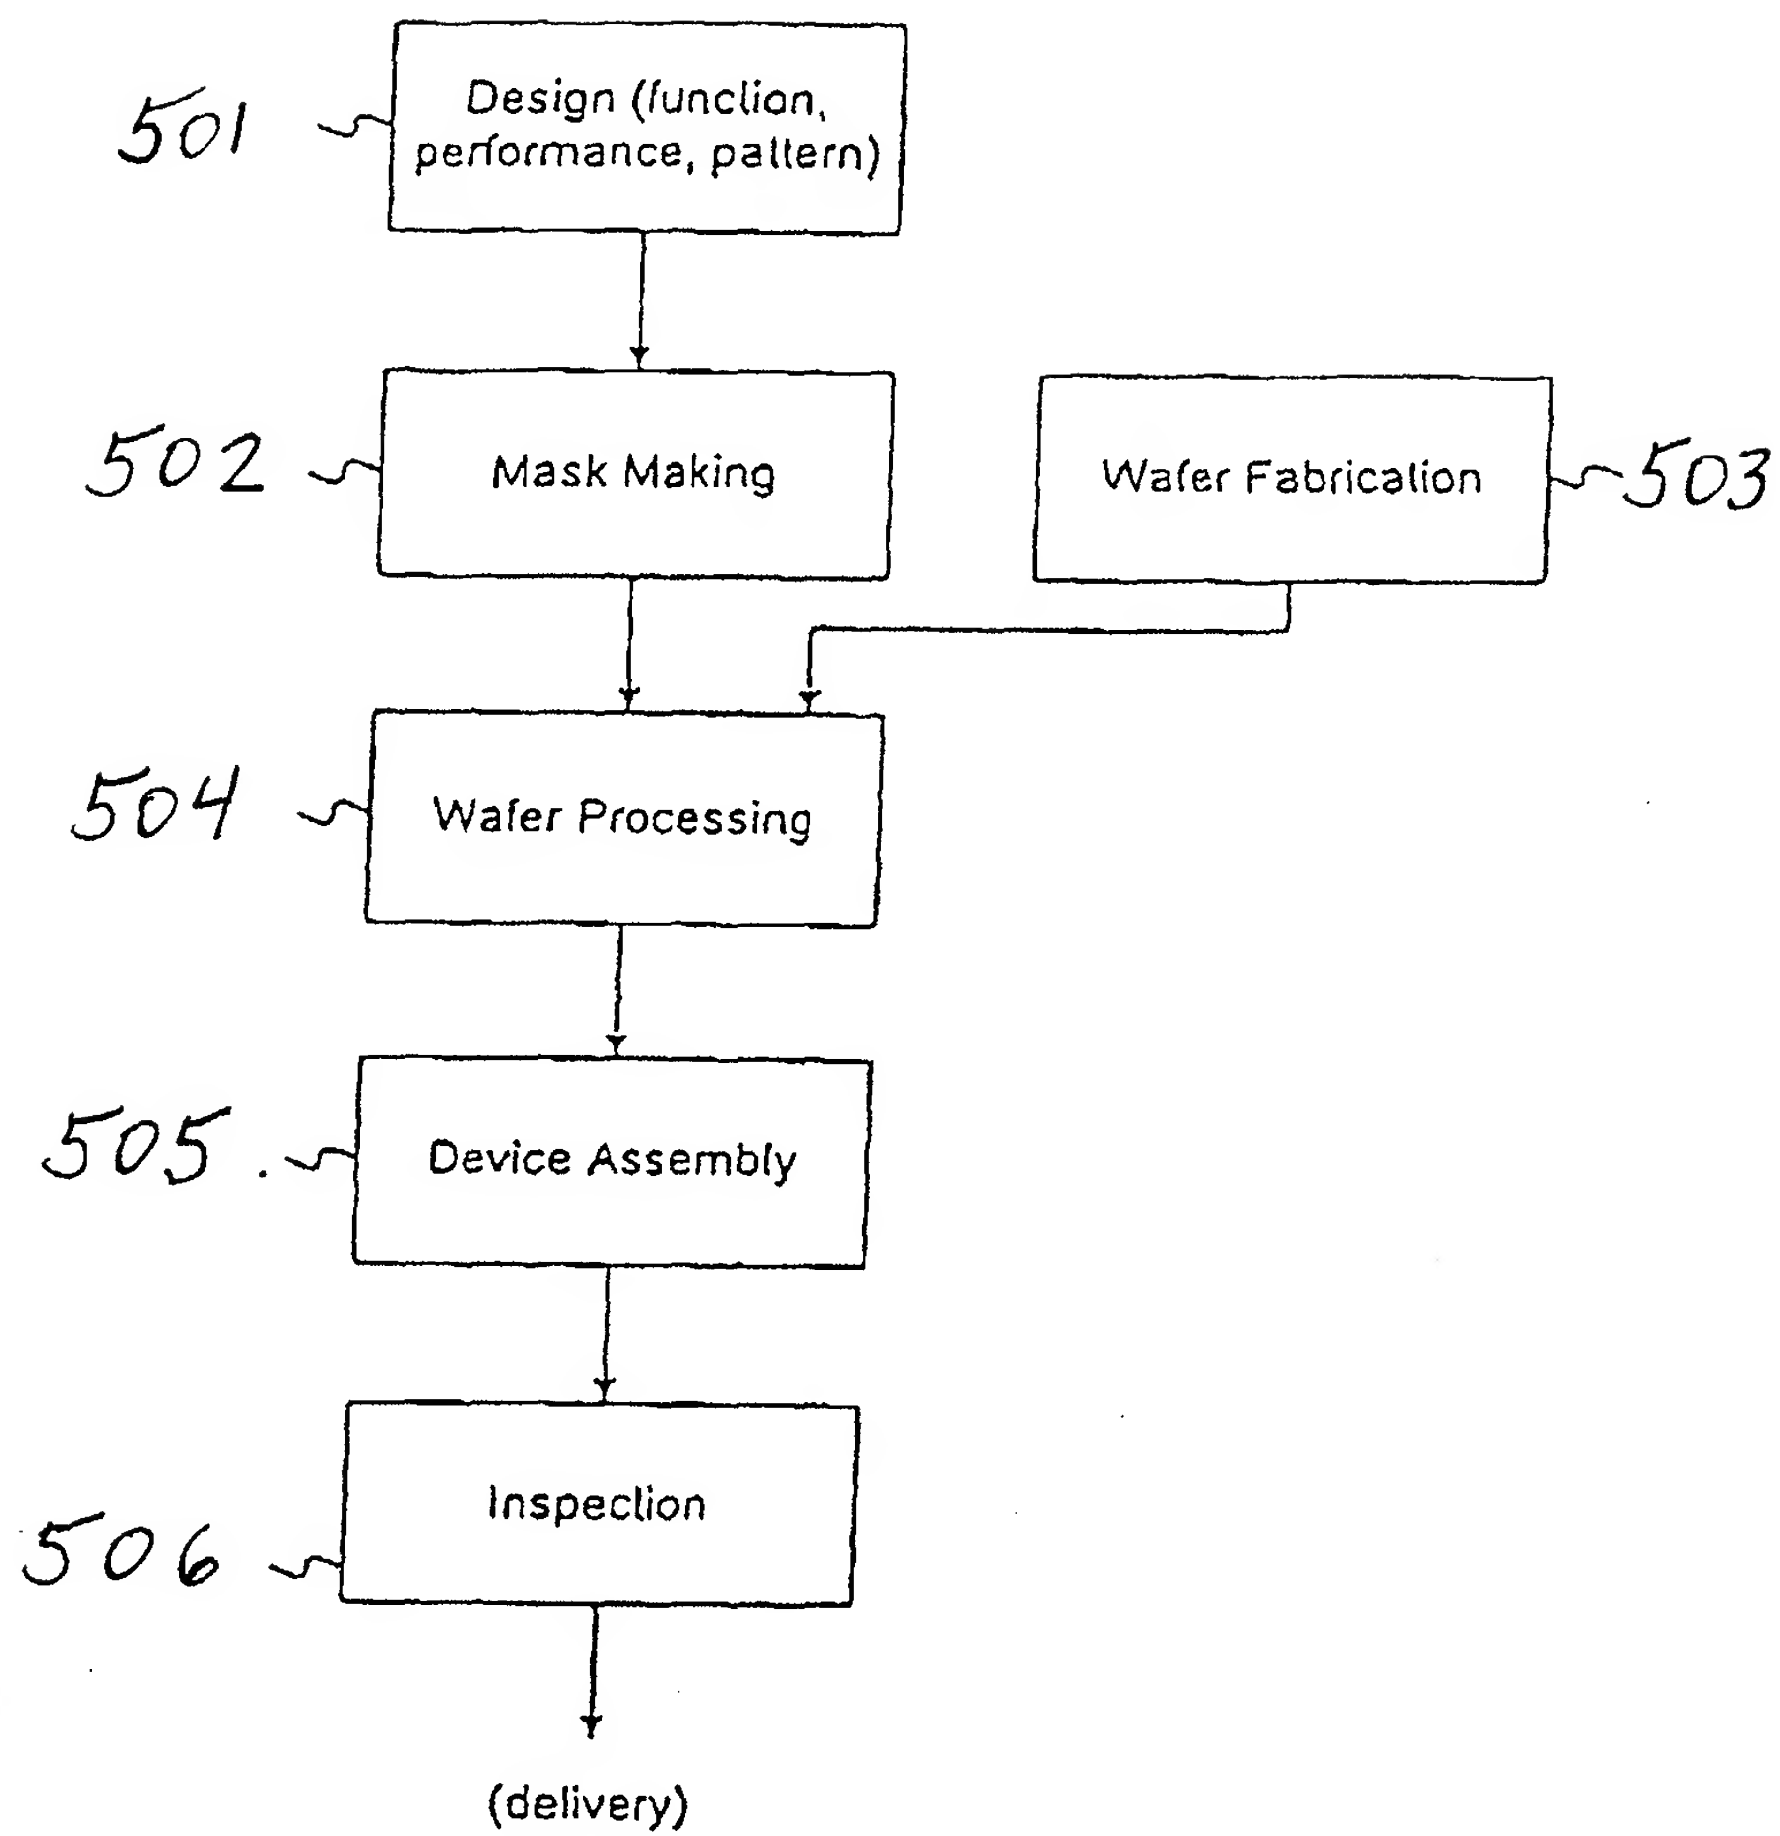 501
Design (function,
performance, pattern)
502
Mask Making
Wafer Fabrication
503
504
Wafer Processing
505
Device Assembly
Inspection
506
(delivery)